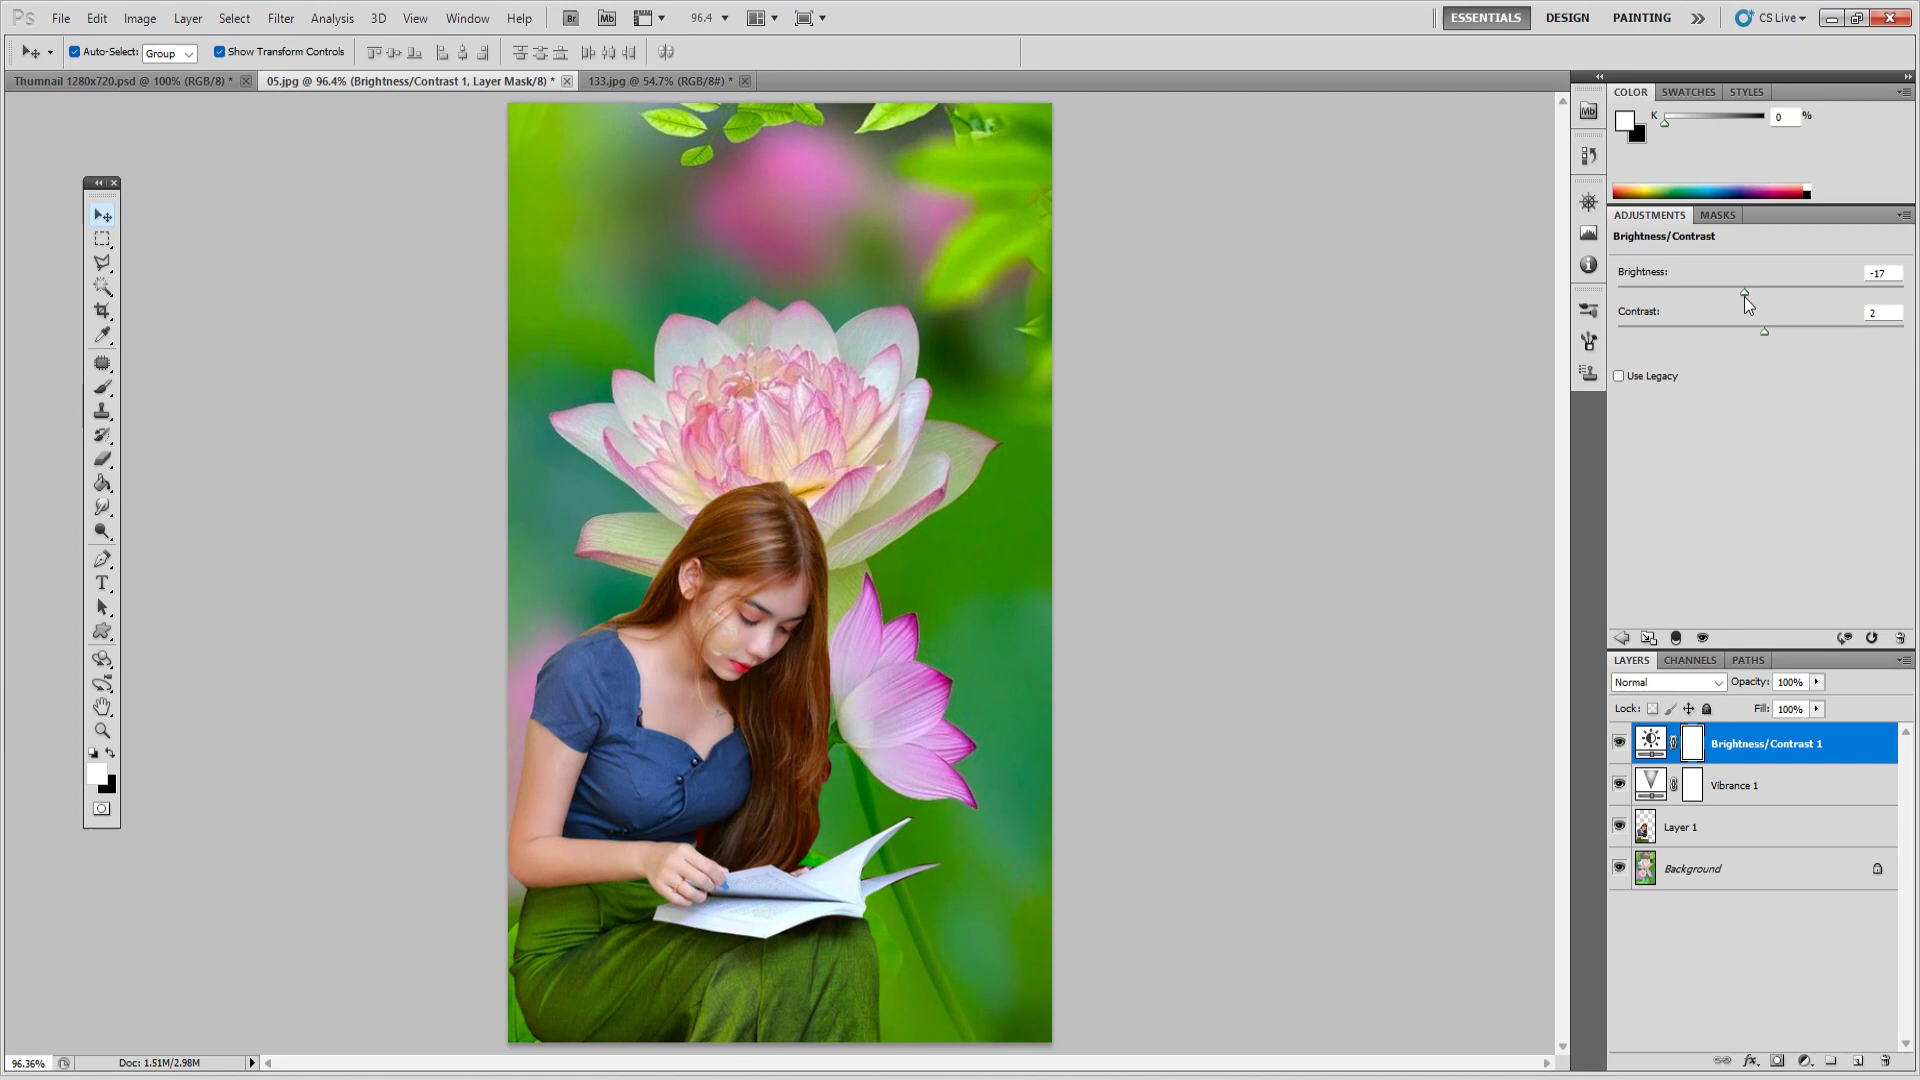 Ps File Edit Image Layer Select Filter Analysis 3D View Window Help Br Mb 96.4 ESSENTIALS DESIGN PAINTING CS Live
Auto-Select: Group Show Transform Controls
Thumnail 1280x720.psd @ 100% (RGB/8) * 05.jpg @ 96.4% (Brightness/Contrast 1, Layer Mask/8) * 133.jpg @ 54.7% (RGB/8#) *
Mb
COLOR SWATCHES STYLES
K 0 %
ADJUSTMENTS MASKS
Brightness/Contrast
Brightness: -17
Contrast: 2
Use Legacy
T
LAYERS CHANNELS PATHS
Normal Opacity: 100%
Lock: Fill: 100%
Brightness/Contrast 1
Vibrance 1
Layer 1
Background
96.36% Doc: 1.51M/2.98M
fx